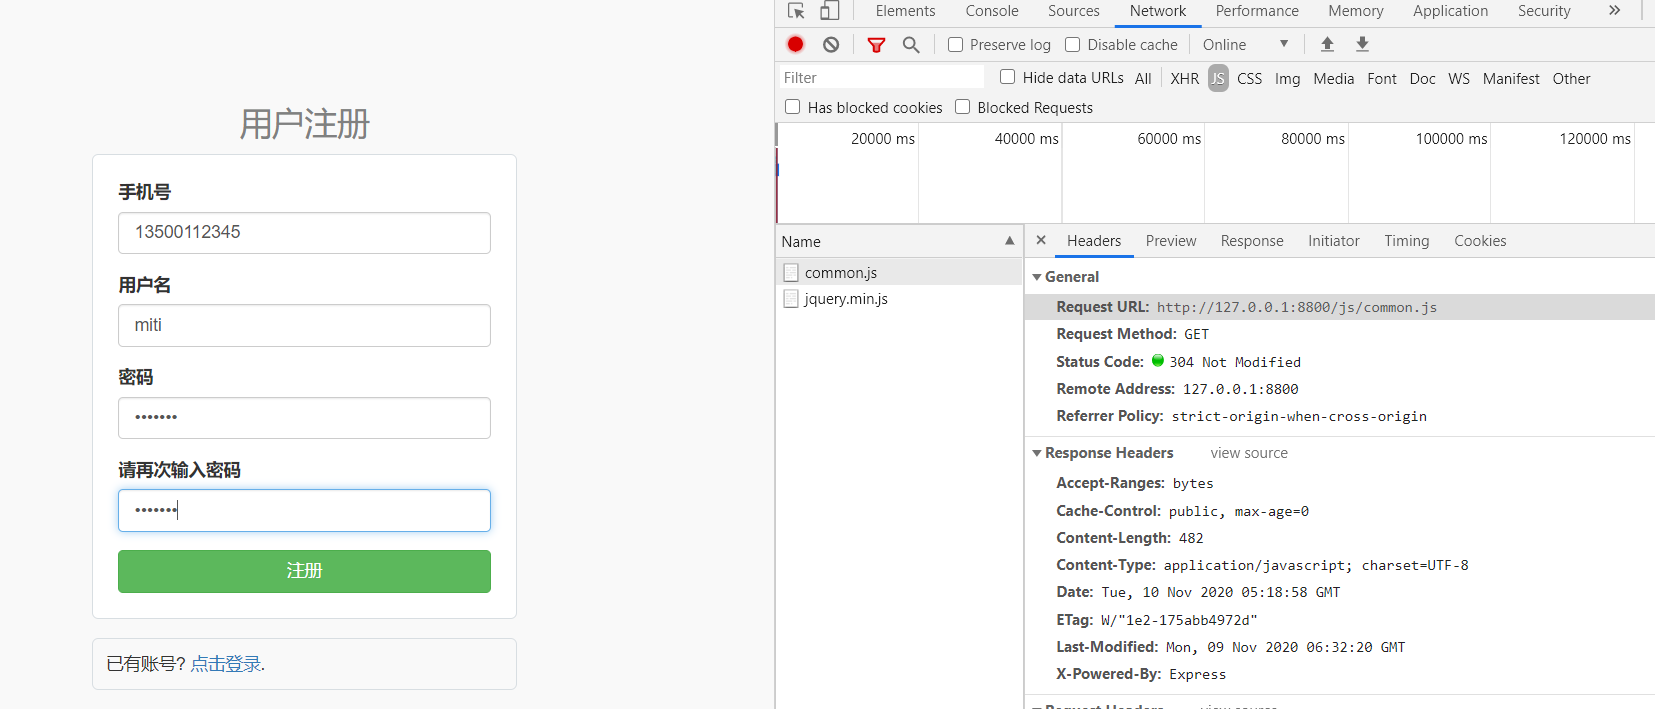 用户注册
手机号
13500112345
用户名
miti
密码
•••••••
请再次输入密码
•••••••
注册
已有账号? 点击登录.
Elements Console Sources Network Performance Memory Application Security »
Preserve log Disable cache Online ▼
Filter Hide data URLs All XHR JS CSS Img Media Font Doc WS Manifest Other
Has blocked cookies Blocked Requests
20000 ms 40000 ms 60000 ms 80000 ms 100000 ms 120000 ms
Name ▲
common.js
jquery.min.js
× Headers Preview Response Initiator Timing Cookies
▼ General
Request URL: http://127.0.0.1:8800/js/common.js
Request Method: GET
Status Code: 304 Not Modified
Remote Address: 127.0.0.1:8800
Referrer Policy: strict-origin-when-cross-origin
▼ Response Headers view source
Accept-Ranges: bytes
Cache-Control: public, max-age=0
Content-Length: 482
Content-Type: application/javascript; charset=UTF-8
Date: Tue, 10 Nov 2020 05:18:58 GMT
ETag: W/"1e2-175abb4972d"
Last-Modified: Mon, 09 Nov 2020 06:32:20 GMT
X-Powered-By: Express
▼ Request Headers view source